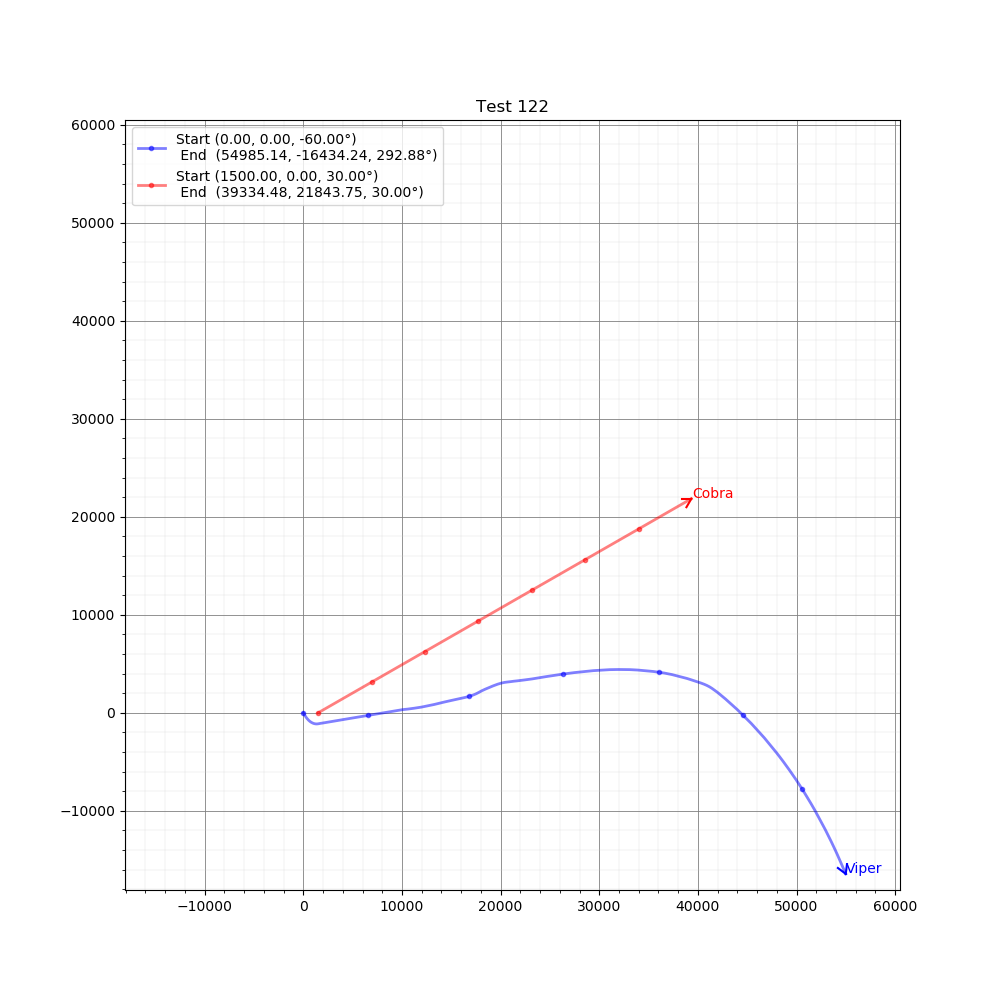 Test 122
60000
50000
40000
30000
20000
10000
0
−10000
Start (0.00, 0.00, -60.00°)
End (54985.14, -16434.24, 292.88°)
Start (1500.00, 0.00, 30.00°)
End (39334.48, 21843.75, 30.00°)
Cobra
Viper
−10000 0 10000 20000 30000 40000 50000 60000